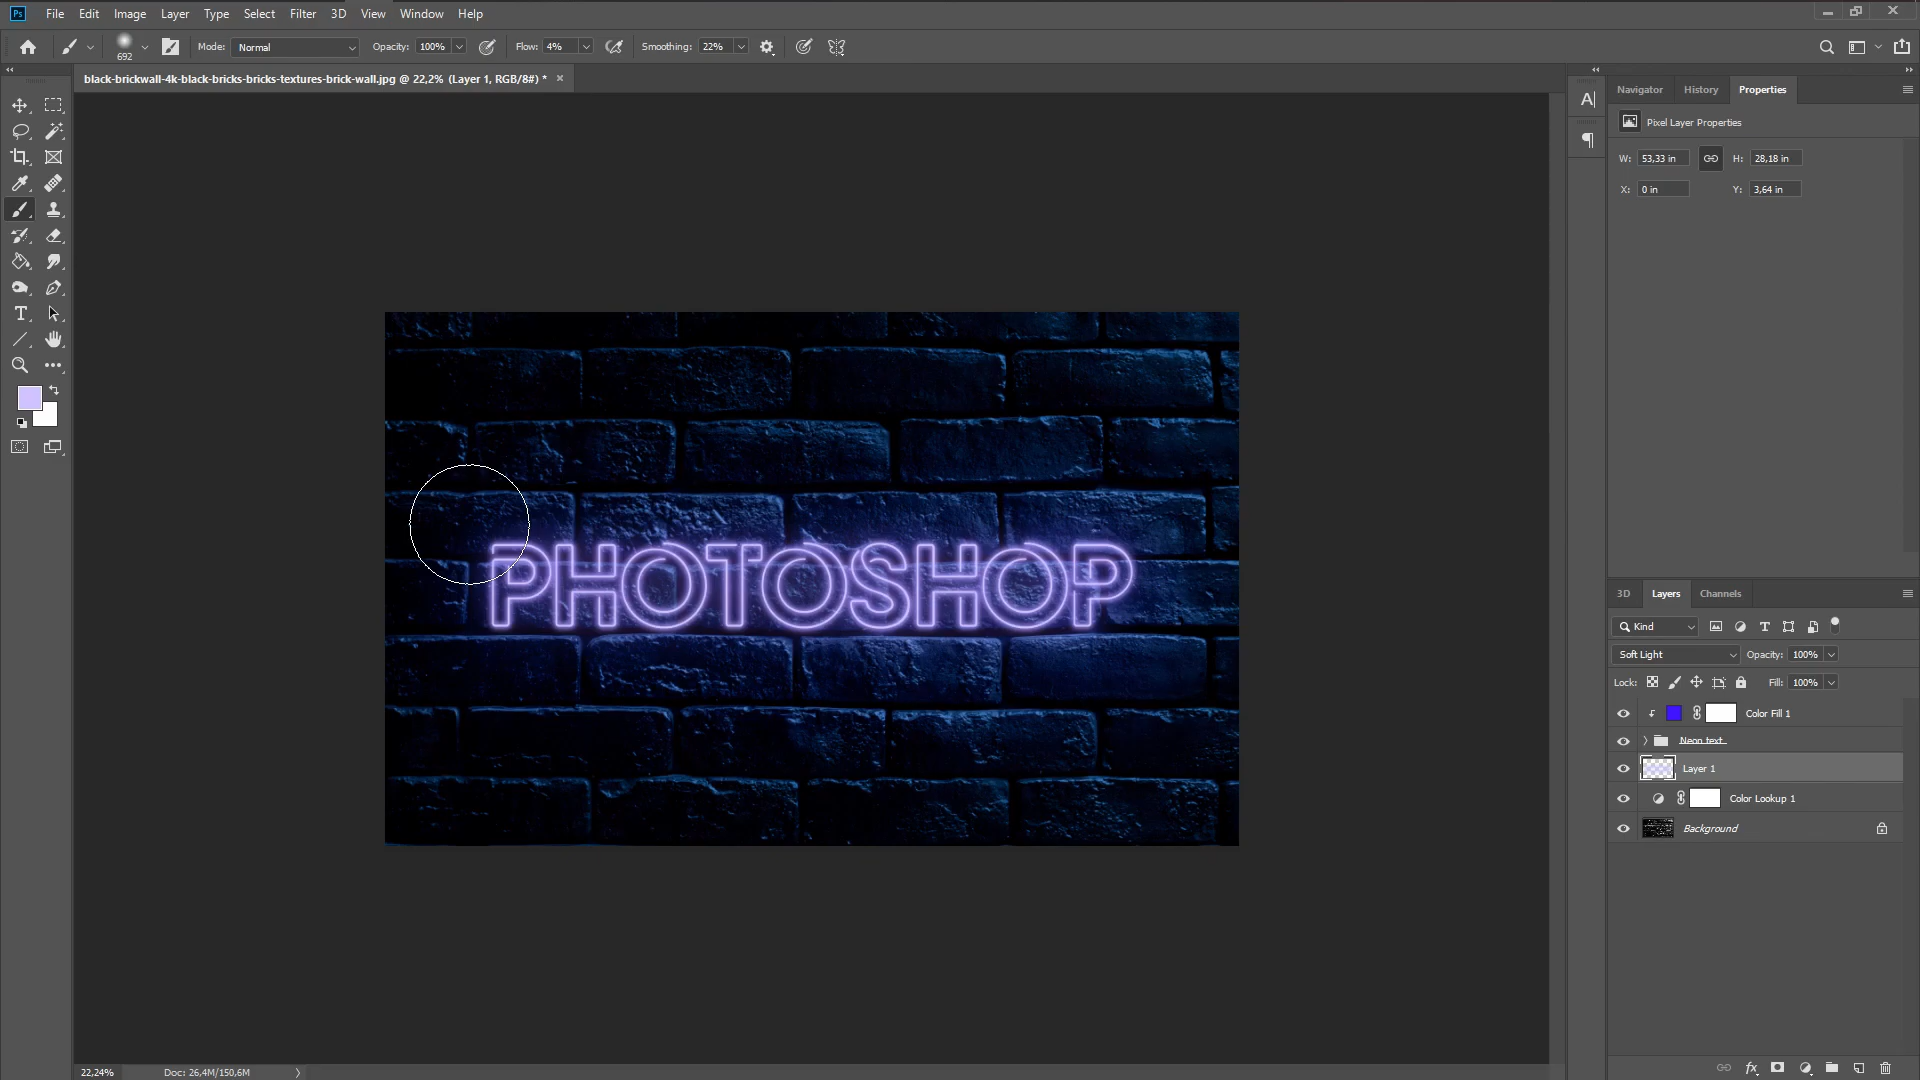 Ps File Edit Image Layer Type Select Filter 3D View Window Help
692 Mode: Normal Opacity: 100% Flow: 4% Smoothing: 22%
black-brickwall-4k-black-bricks-bricks-textures-brick-wall.jpg @ 22,2% (Layer 1, RGB/8#) *
Navigator History Properties
Pixel Layer Properties
W: 53,33 in H: 28,18 in
X: 0 in Y: 3,64 in
PHOTOSHOP
3D Layers Channels
Kind
Soft Light Opacity: 100%
Lock: Fill: 100%
Color Fill 1
Neon text
Layer 1
Color Lookup 1
Background
22,24% Doc: 26,4M/150,6M